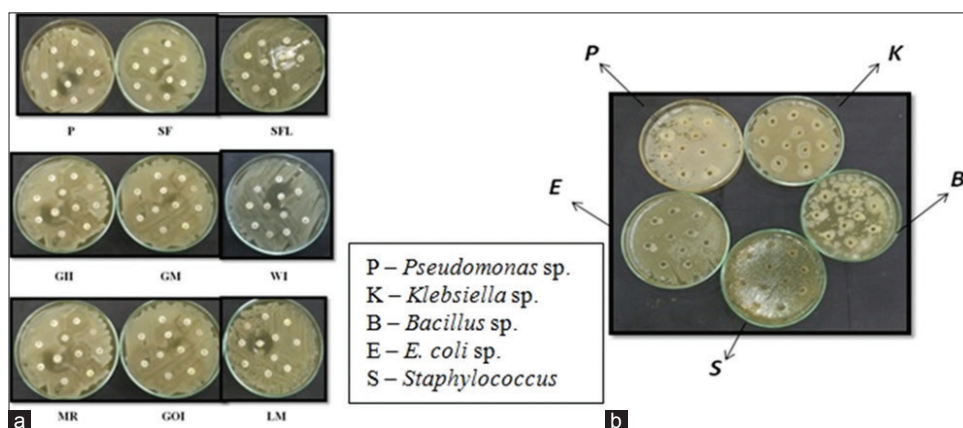 P SF SFL
GH GM WI
MR GOI LM
a
P – Pseudomonas sp.
K – Klebsiella sp.
B – Bacillus sp.
E – E. coli sp.
S – Staphylococcus
P
K
E
B
S
b